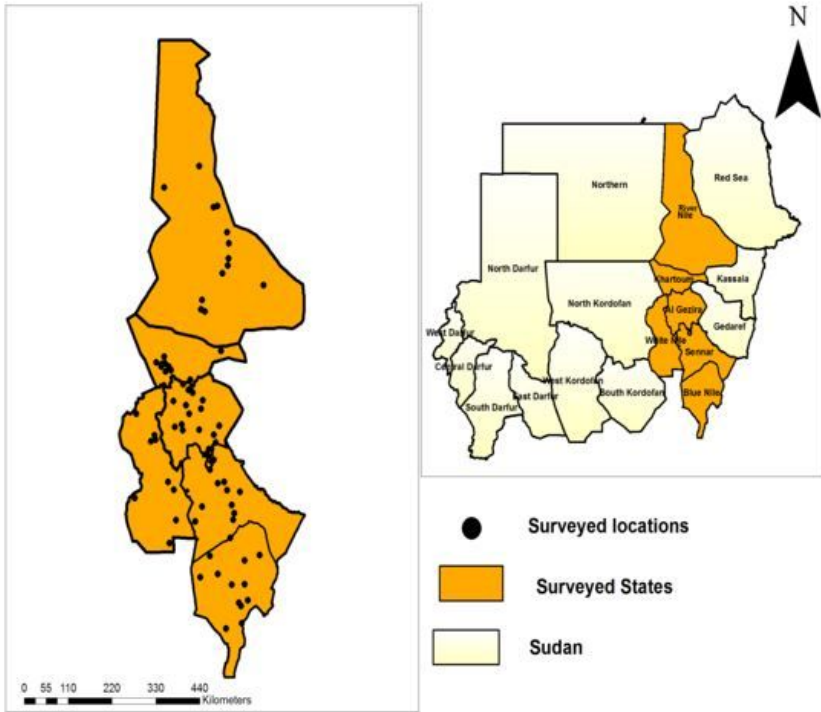 N
Northern
Red Sea
River
Nile
North Darfur
Khartoum
Kassala
North Kordofan
Al Gezira
Gedaref
West Darfur
White Nile
Sennar
Central Darfur
West Kordofan
South Kordofan
East Darfur
Blue Nile
South Darfur
Surveyed locations
Surveyed States
Sudan
0 55 110 220 330 440
Kilometers